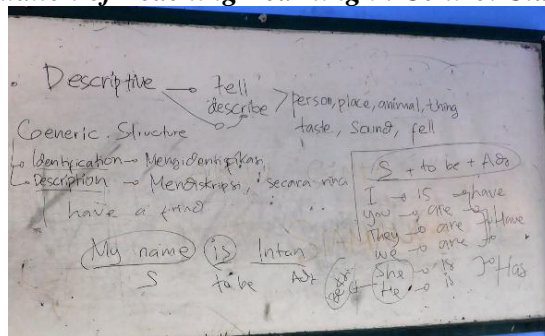 Descriptive → tell
describe > person, place, animal, thing
taste, Sound, fell
Generic Structure
Identification → Mengidentifikan
Description → Mendiskripsi, secara rinci
I have a frind
My name is Intan
S to be Adj
S + to be + Adj
I → is → have
you → are →
They → are → Have
we → are →
She → is
He → is
Has